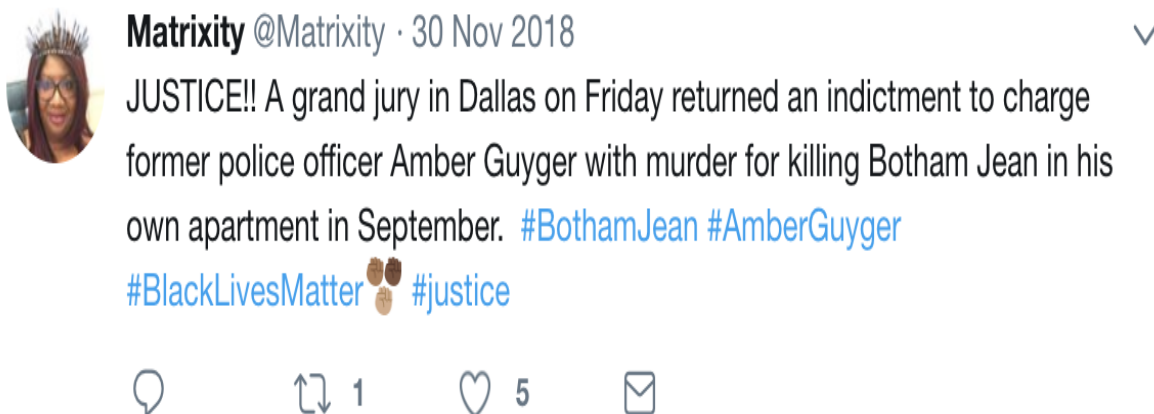 Matrixity @Matrixity · 30 Nov 2018
JUSTICE!! A grand jury in Dallas on Friday returned an indictment to charge
former police officer Amber Guyger with murder for killing Botham Jean in his
own apartment in September. #BothamJean #AmberGuyger
#BlackLivesMatter #justice
1 5